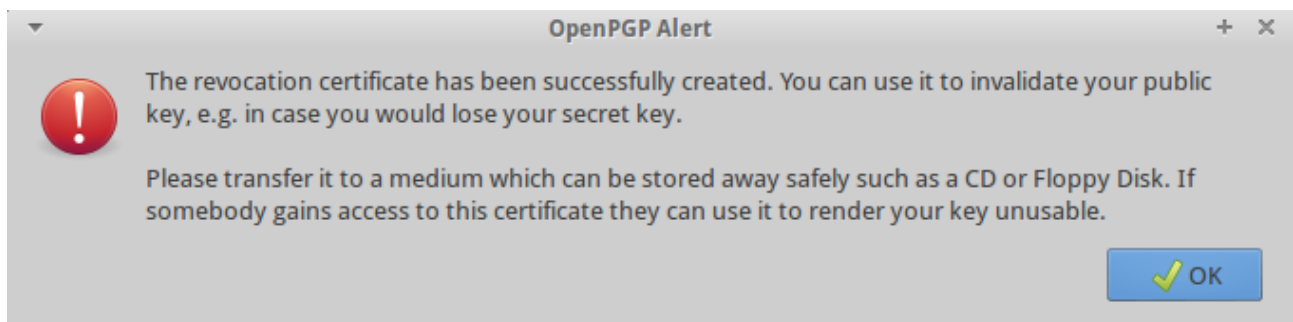 OpenPGP Alert
The revocation certificate has been successfully created. You can use it to invalidate your public
key, e.g. in case you would lose your secret key.
Please transfer it to a medium which can be stored away safely such as a CD or Floppy Disk. If
somebody gains access to this certificate they can use it to render your key unusable.
OK